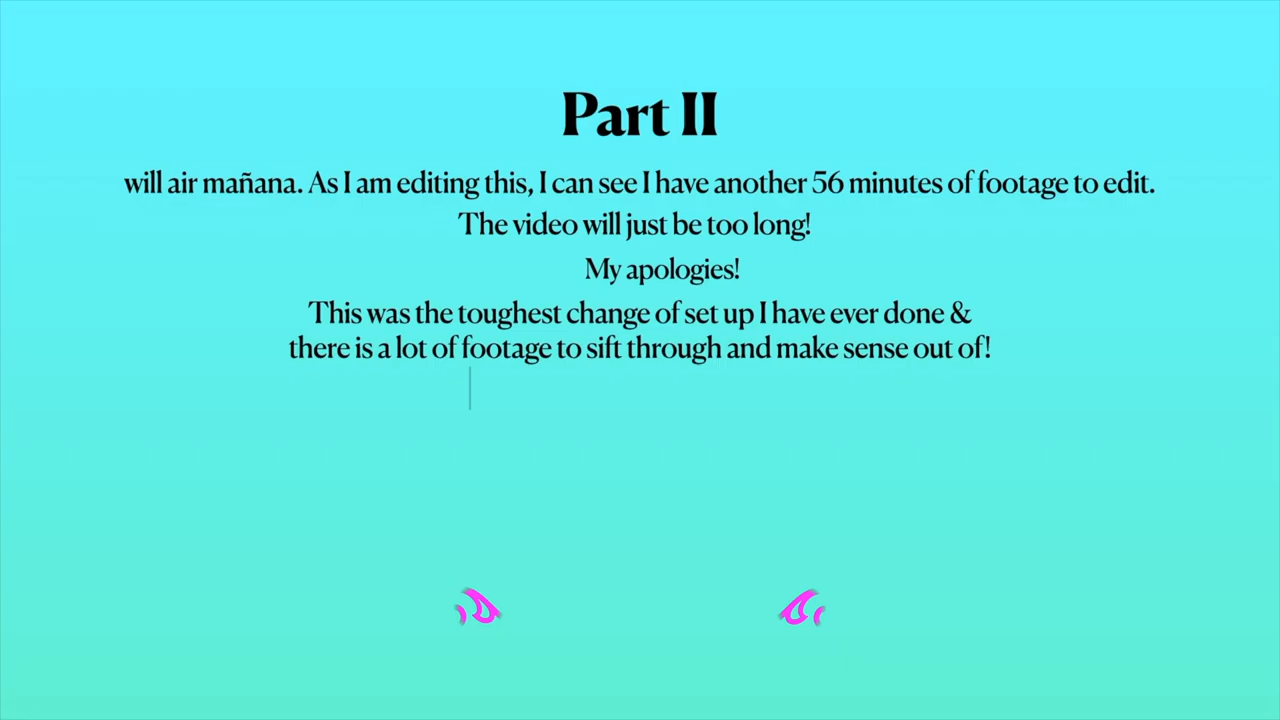 Part II
will air mañana. As I am editing this, I can see I have another 56 minutes of footage to edit.
The video will just be too long!
My apologies!
This was the toughest change of set up I have ever done &
there is a lot of footage to sift through and make sense out of!